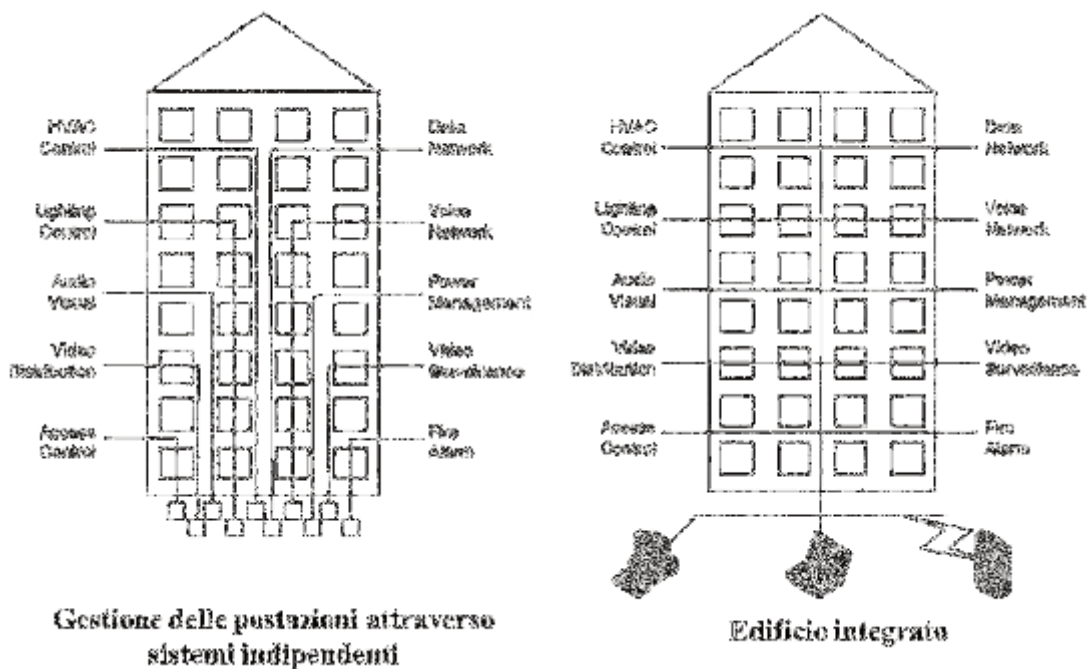 HVAC
Control
Lighting
Control
Audio
Visual
Video
Distribution
Access
Control
Data
Network
Voice
Network
Power
Management
Video
Surveillance
Fire
Alarm
Gestione delle postazioni attraverso
sistemi indipendenti
HVAC
Control
Lighting
Control
Audio
Visual
Video
Distribution
Access
Control
Data
Network
Voice
Network
Power
Management
Video
Surveillance
Fire
Alarm
Edificio integrato